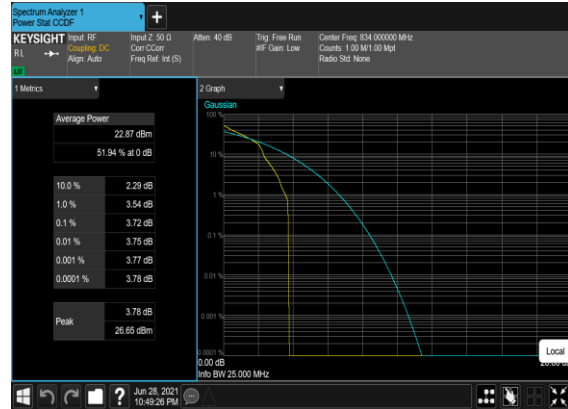 Spectrum Analyzer 1
Power Stat CCDF
KEYSIGHT Input: RF Input Z: 50 Ω Atten: 40 dB Trig: Free Run Center Freq: 834.000000 MHz
RL Coupling: DC Corr CCorr #IF Gain: Low Counts: 1.00 M/1.00 Mpt
Align: Auto Freq Ref: Int (S) Radio Std: None
1 Metrics
2 Graph
Average Power
22.87 dBm
51.94 % at 0 dB
10.0 % 2.29 dB
1.0 % 3.54 dB
0.1 % 3.72 dB
0.01 % 3.75 dB
0.001 % 3.77 dB
0.0001 % 3.78 dB
Peak 3.78 dB
26.65 dBm
Gaussian
100 %
10 %
1 %
0.1 %
0.01 %
0.001 %
0.0001 %
0.00 dB
Info BW 25.000 MHz
Local
Jun 28, 2021
10:49:26 PM